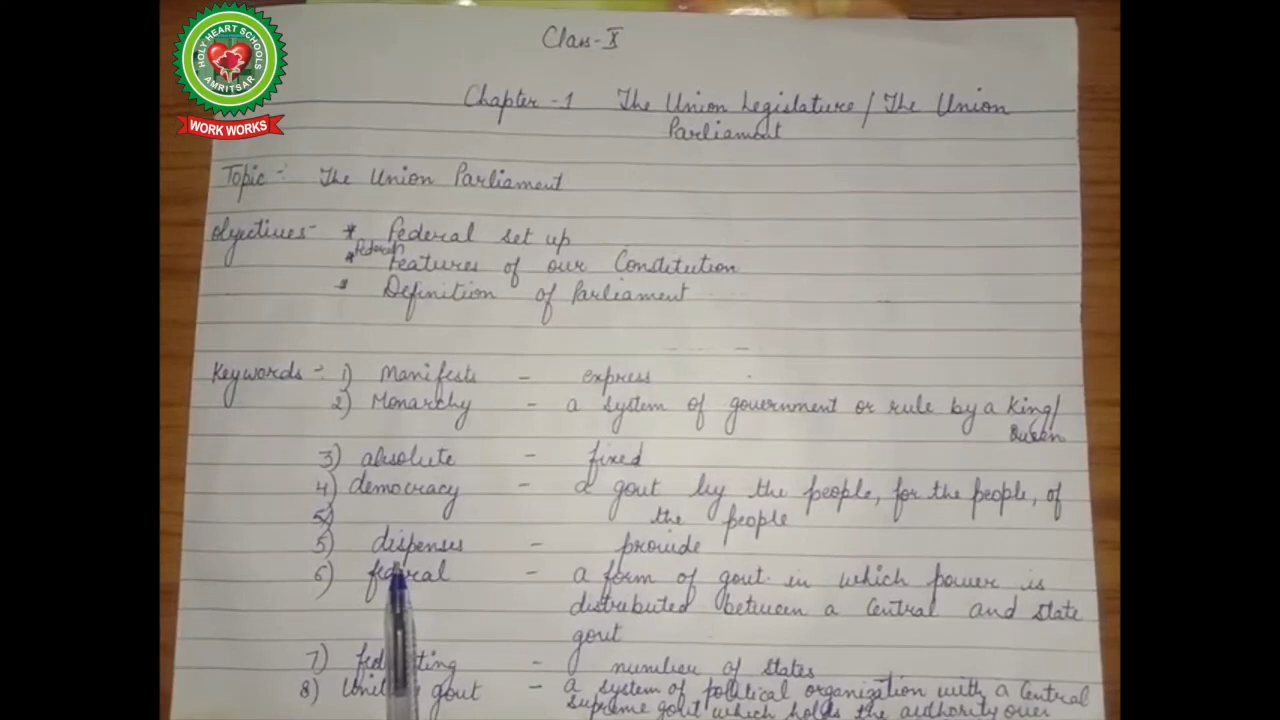 HOLY HEART SCHOOLS
AMRITSAR
WORK WORKS
Class-X
Chapter-1 The Union Legislature / The Union
Parliament
Topic:- The Union Parliament
Objectives- * Federal set up
* Federal Features of our Constitution
* Definition of Parliament
Keywords:- 1) Manifests - express
2) Monarchy - a system of government or rule by a King/
Queen
3) absolute - fixed
4) democracy - a govt by the people, for the people, of
5) the people
5) dispenses - provide
6) federal - a form of govt. in which power is
distributed between a Central and state
govt
7) - number of states
8) govt - a system of political organization with a Central
supreme govt which holds the authority over